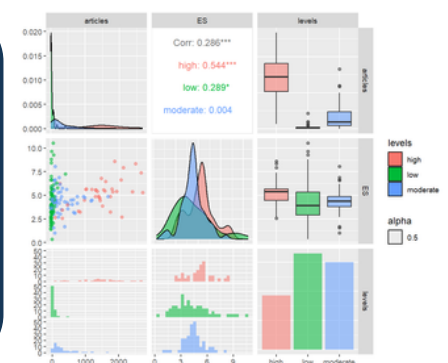 articles ES levels
0.020
0.015
0.010
0.005
0.000
Corr: 0.286***
high: 0.544***
low: 0.289*
moderate: 0.004
articles
10.0
7.5
5.0
2.5
0.0
ES
levels
high
low
moderate
alpha
0.5
levels
0 1000 2000 0 3 6 9 high low moderate